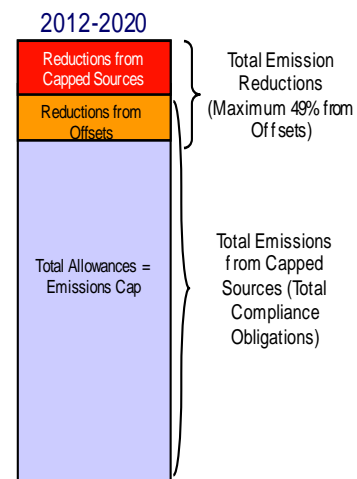 2012-2020
Reductions from
Capped Sources
Reductions from
Offsets
Total Allowances =
Emissions Cap
Total Emission
Reductions
(Maximum 49% from
Offsets)
Total Emissions
from Capped
Sources (Total
Compliance
Obligations)